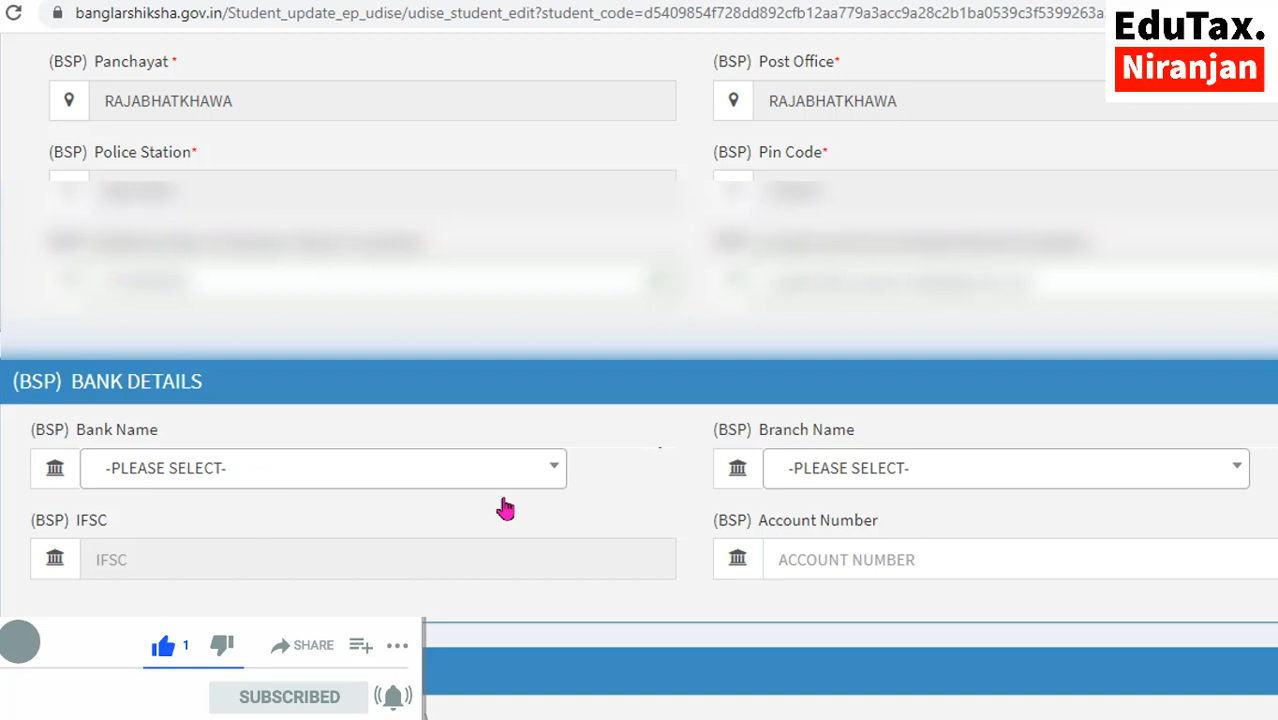 banglarshiksha.gov.in/Student_update_ep_udise/udise_student_edit?student_code=d5409854f728dd892cfb12aa779a3acc9a28c2b1ba0539c3f5399263a
EduTax.
Niranjan
(BSP) Panchayat *
(BSP) Post Office*
RAJABHATKHAWA
RAJABHATKHAWA
(BSP) Police Station*
(BSP) Pin Code*
(BSP) BANK DETAILS
(BSP) Bank Name
(BSP) Branch Name
-PLEASE SELECT-
-PLEASE SELECT-
(BSP) IFSC
(BSP) Account Number
IFSC
ACCOUNT NUMBER
1
SHARE
SUBSCRIBED